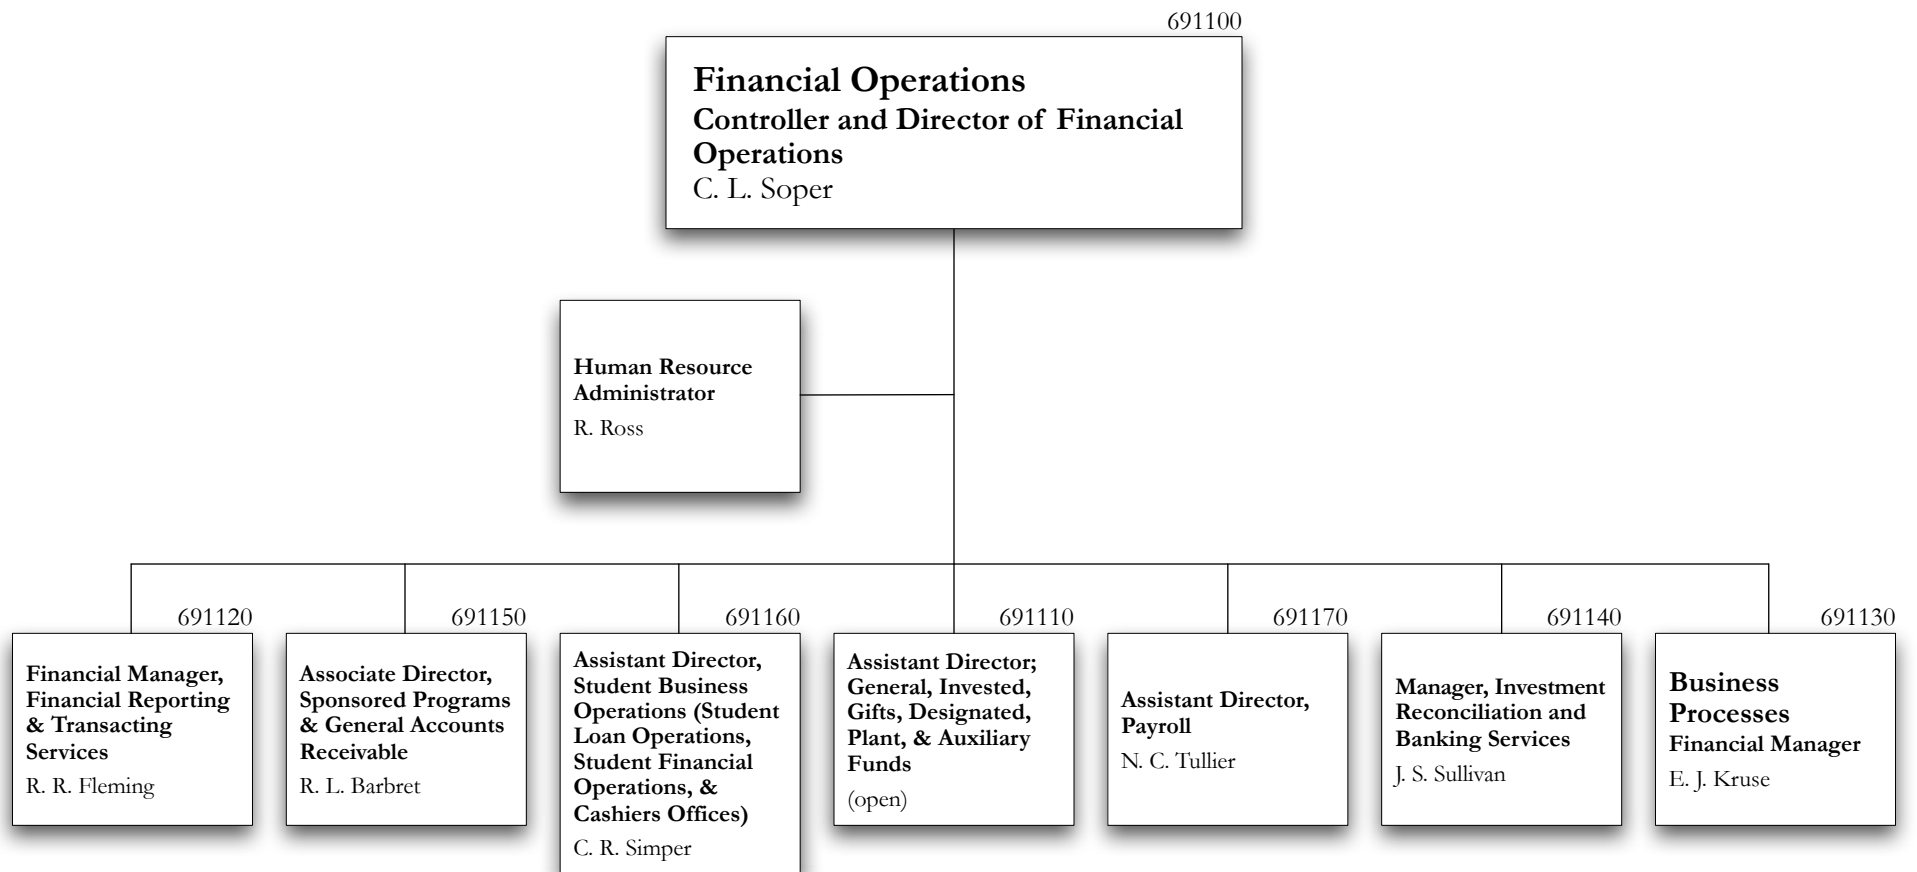 691100
Financial Operations
Controller and Director of Financial
Operations
C. L. Soper
Human Resource
Administrator
R. Ross
691120
Financial Manager,
Financial Reporting
& Transacting
Services
R. R. Fleming
691150
Associate Director,
Sponsored Programs
& General Accounts
Receivable
R. L. Barbret
691160
Assistant Director,
Student Business
Operations (Student
Loan Operations,
Student Financial
Operations, &
Cashiers Offices)
C. R. Simper
691110
Assistant Director;
General, Invested,
Gifts, Designated,
Plant, & Auxiliary
Funds
(open)
691170
Assistant Director,
Payroll
N. C. Tullier
691140
Manager, Investment
Reconciliation and
Banking Services
J. S. Sullivan
691130
Business
Processes
Financial Manager
E. J. Kruse